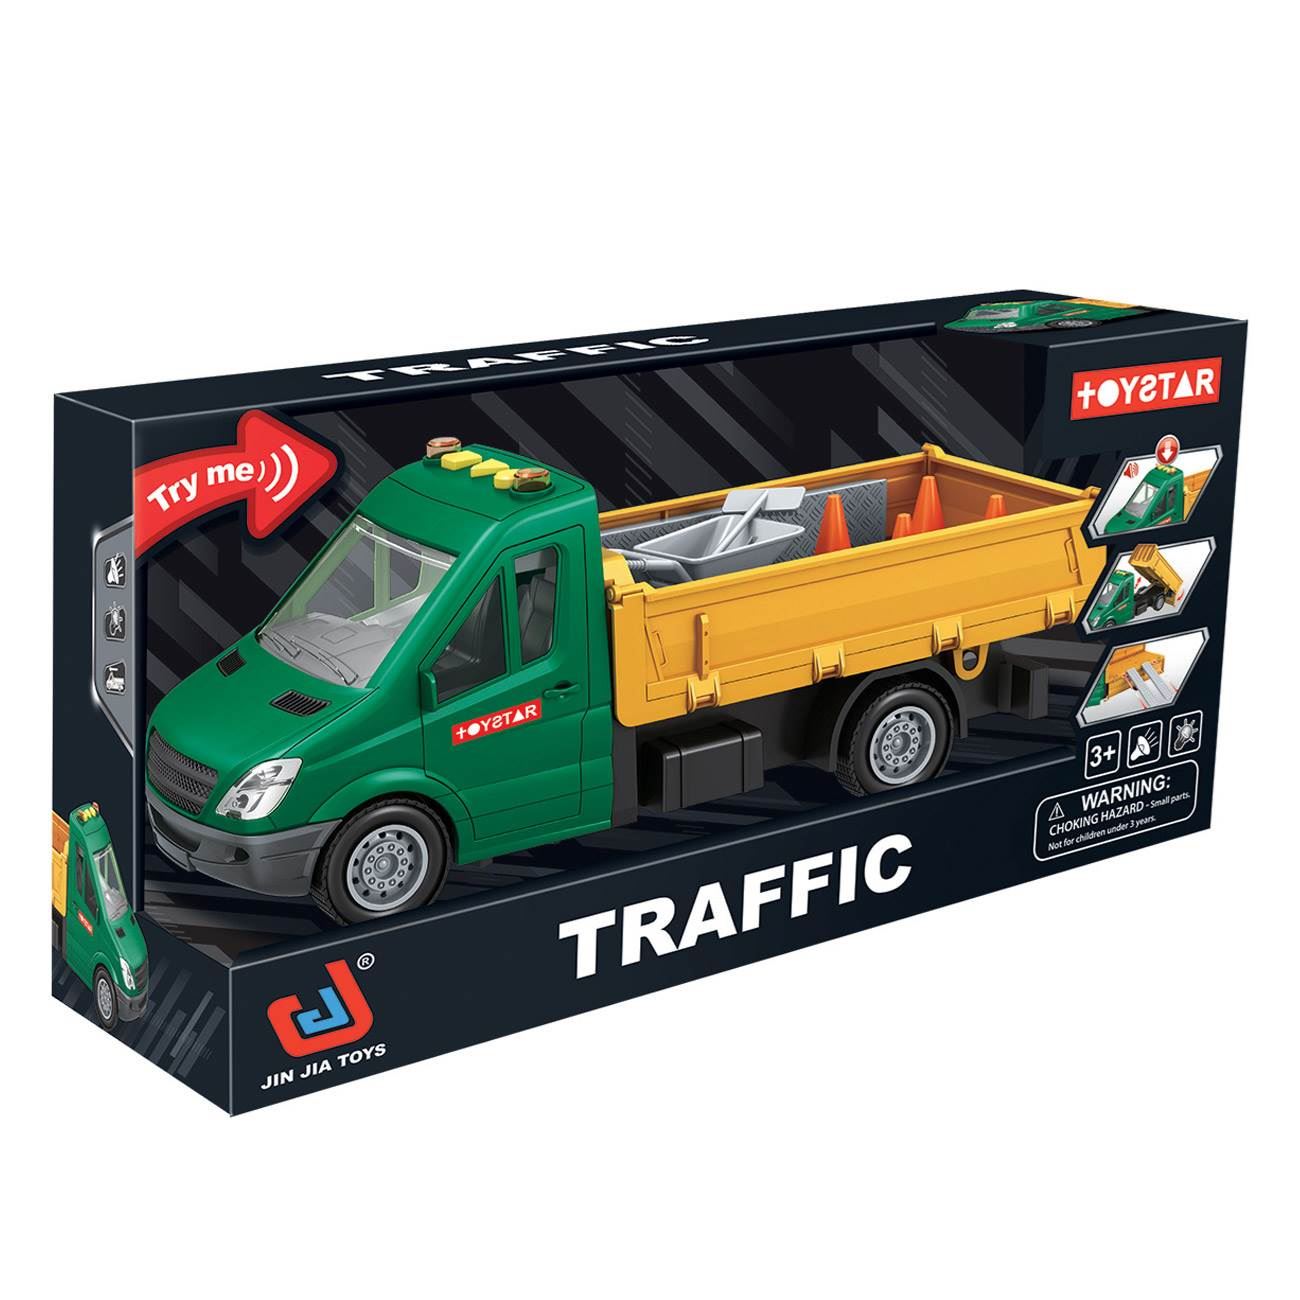 TRAFFIC
TOYSTAR
Try me
TOYSTAR
3+
WARNING:
CHOKING HAZARD - Small parts.
Not for children under 3 years.
TRAFFIC
®
JIN JIA TOYS